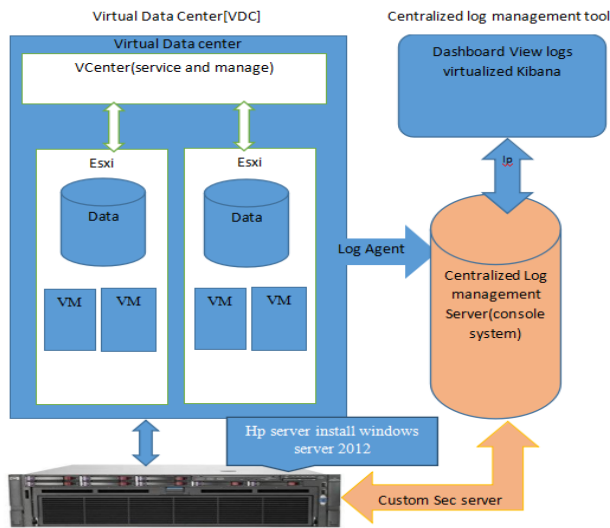 Virtual Data Center[VDC]
Centralized log management tool
Virtual Data center
VCenter(service and manage)
Esxi
Data
VM
VM
Esxi
Data
VM
VM
Dashboard View logs
virtualized Kibana
Ip
Log Agent
Centralized Log
management
Server(console
system)
Hp server install windows
server 2012
Custom Sec server